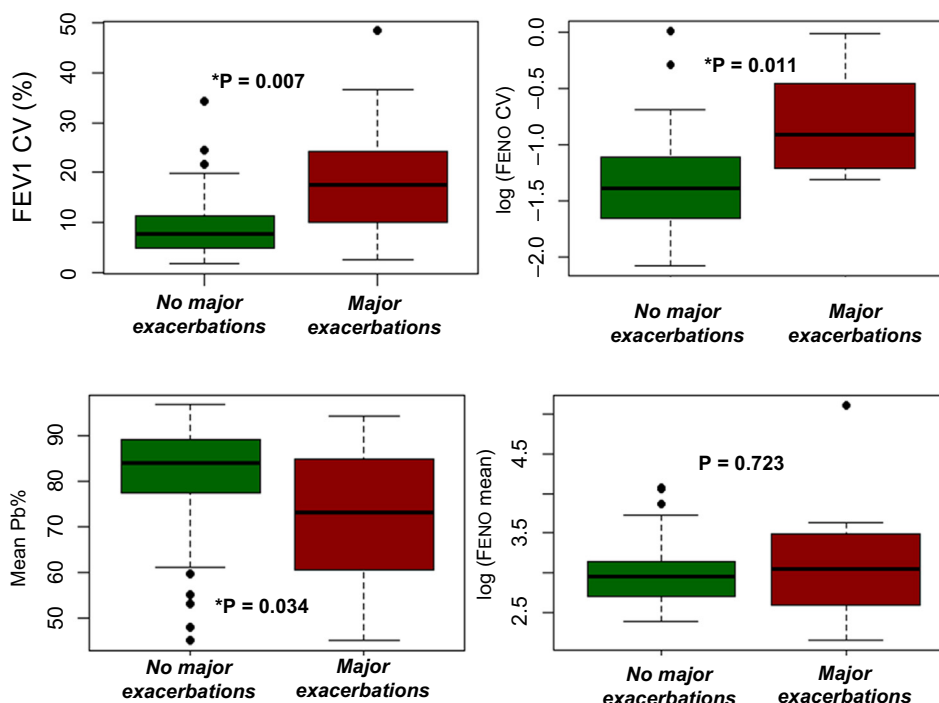 FEV1 CV (%)
50
40
30
20
10
0
*P = 0.007
No major
exacerbations
Major
exacerbations
log (FENO CV)
0.0
−0.5
−1.0
−1.5
−2.0
*P = 0.011
No major
exacerbations
Major
exacerbations
Mean Pb%
90
80
70
60
50
*P = 0.034
No major
exacerbations
Major
exacerbations
log (FENO mean)
4.5
3.5
2.5
P = 0.723
No major
exacerbations
Major
exacerbations